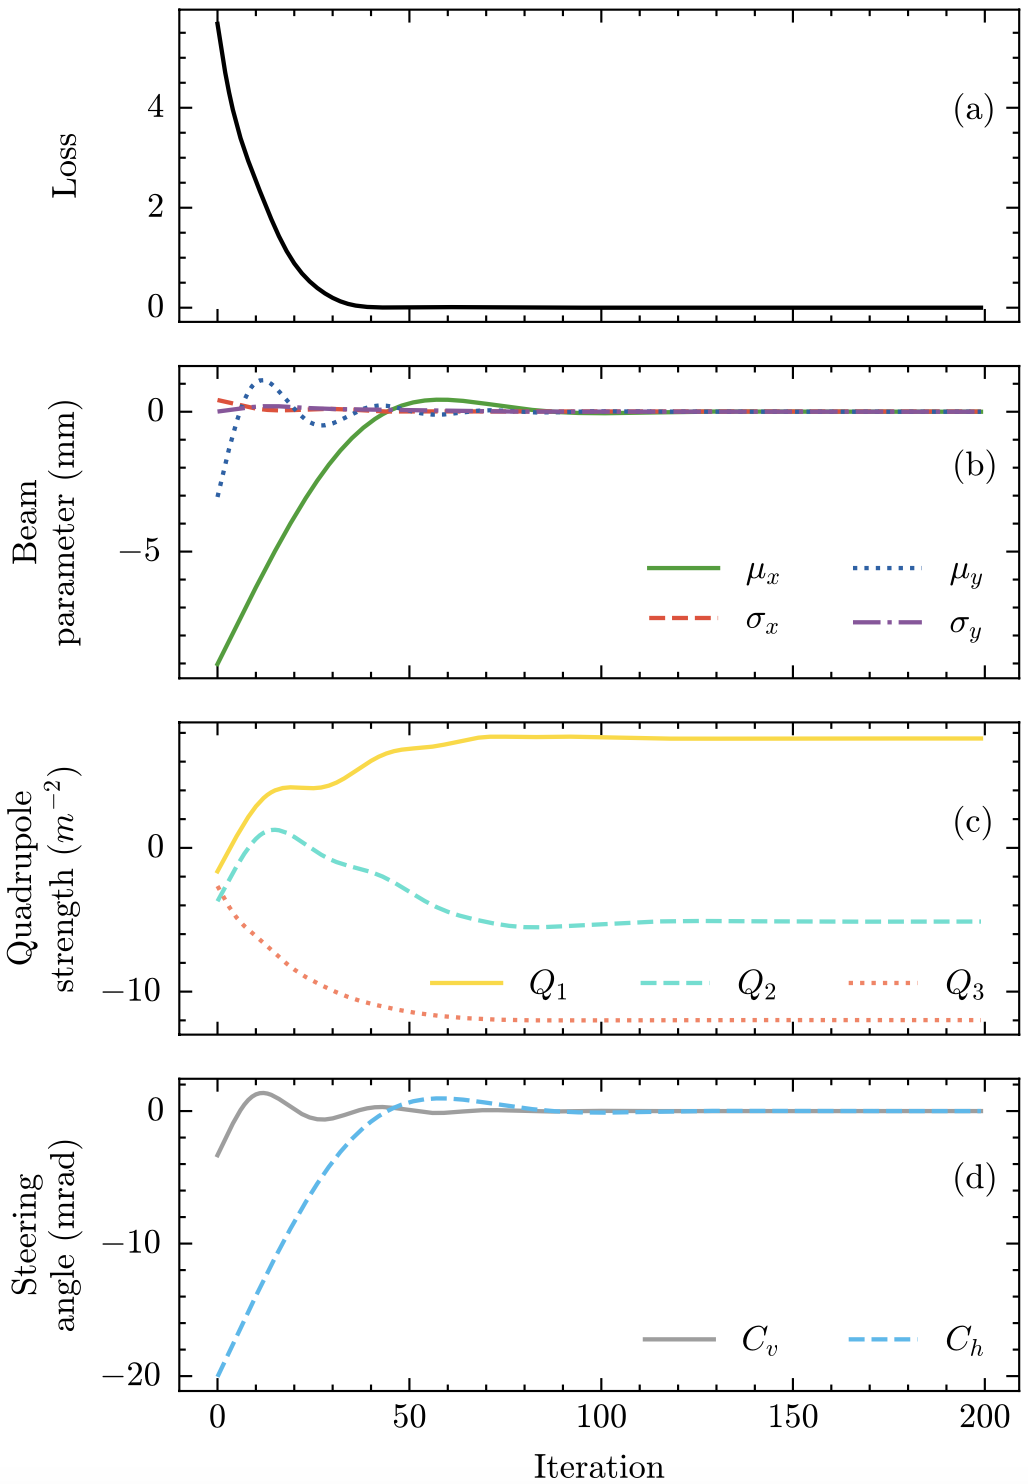 Loss
4
2
0
(a)
Beam
parameter (mm)
0
−5
(b)
μx μy
σx σy
Quadrupole
strength (m−2)
0
−10
(c)
Q1 Q2 Q3
Steering
angle (mrad)
0
−10
−20
(d)
Cv Ch
0 50 100 150 200
Iteration